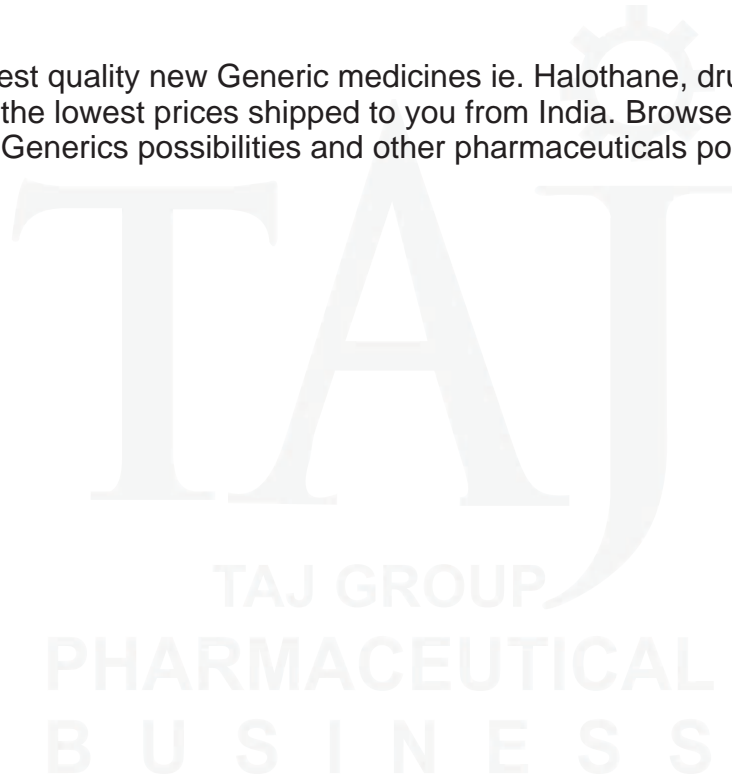 est quality new Generic medicines ie. Halothane, dru
the lowest prices shipped to you from India. Browse
Generics possibilities and other pharmaceuticals po
TAJ
TAJ GROUP
PHARMACEUTICAL
BUSINESS